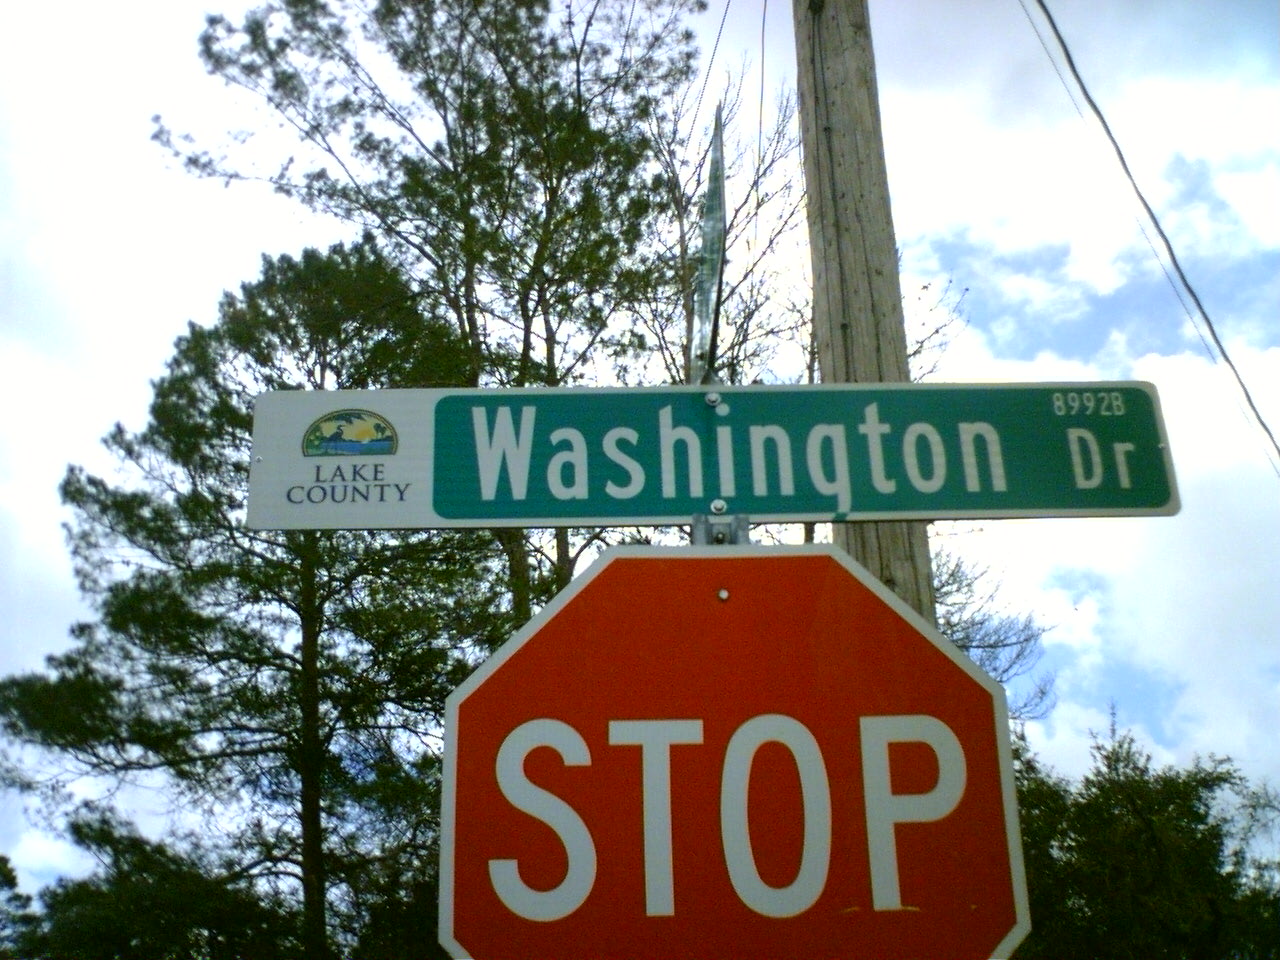 LAKE
COUNTY
Washington Dr
8992B
STOP